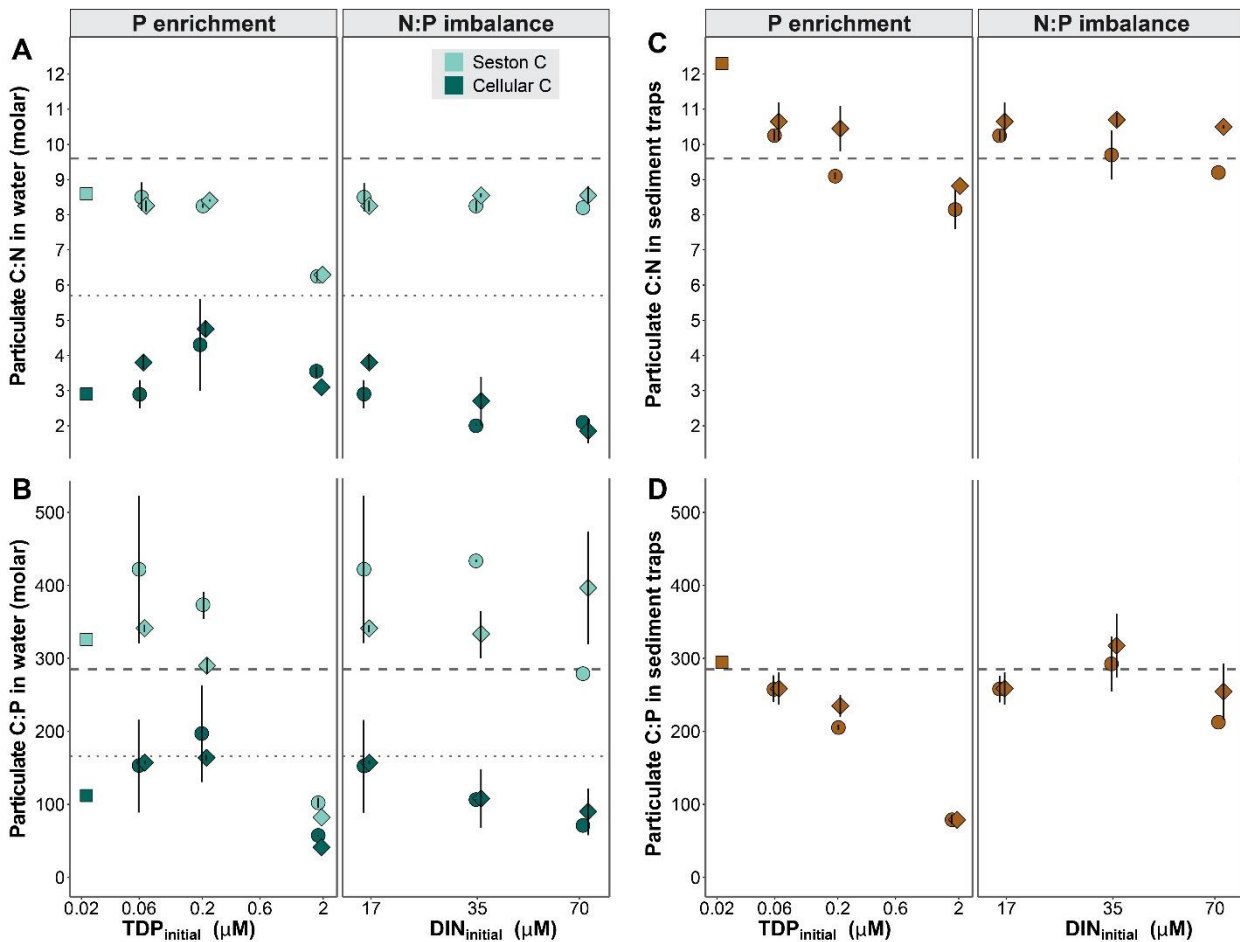 P enrichment
N:P imbalance
A
Seston C
Cellular C
Particulate C:N in water (molar)
12
11
10
9
8
7
6
5
4
3
2
B
Particulate C:P in water (molar)
500
400
300
200
100
0
0.02 0.06 0.2 0.6 2
17 35 70
TDPinitial (µM)
DINinitial (µM)
P enrichment
N:P imbalance
C
Particulate C:N in sediment traps
12
11
10
9
8
7
6
5
4
3
2
D
Particulate C:P in sediment traps
500
400
300
200
100
0
0.02 0.06 0.2 0.6 2
17 35 70
TDPinitial (µM)
DINinitial (µM)